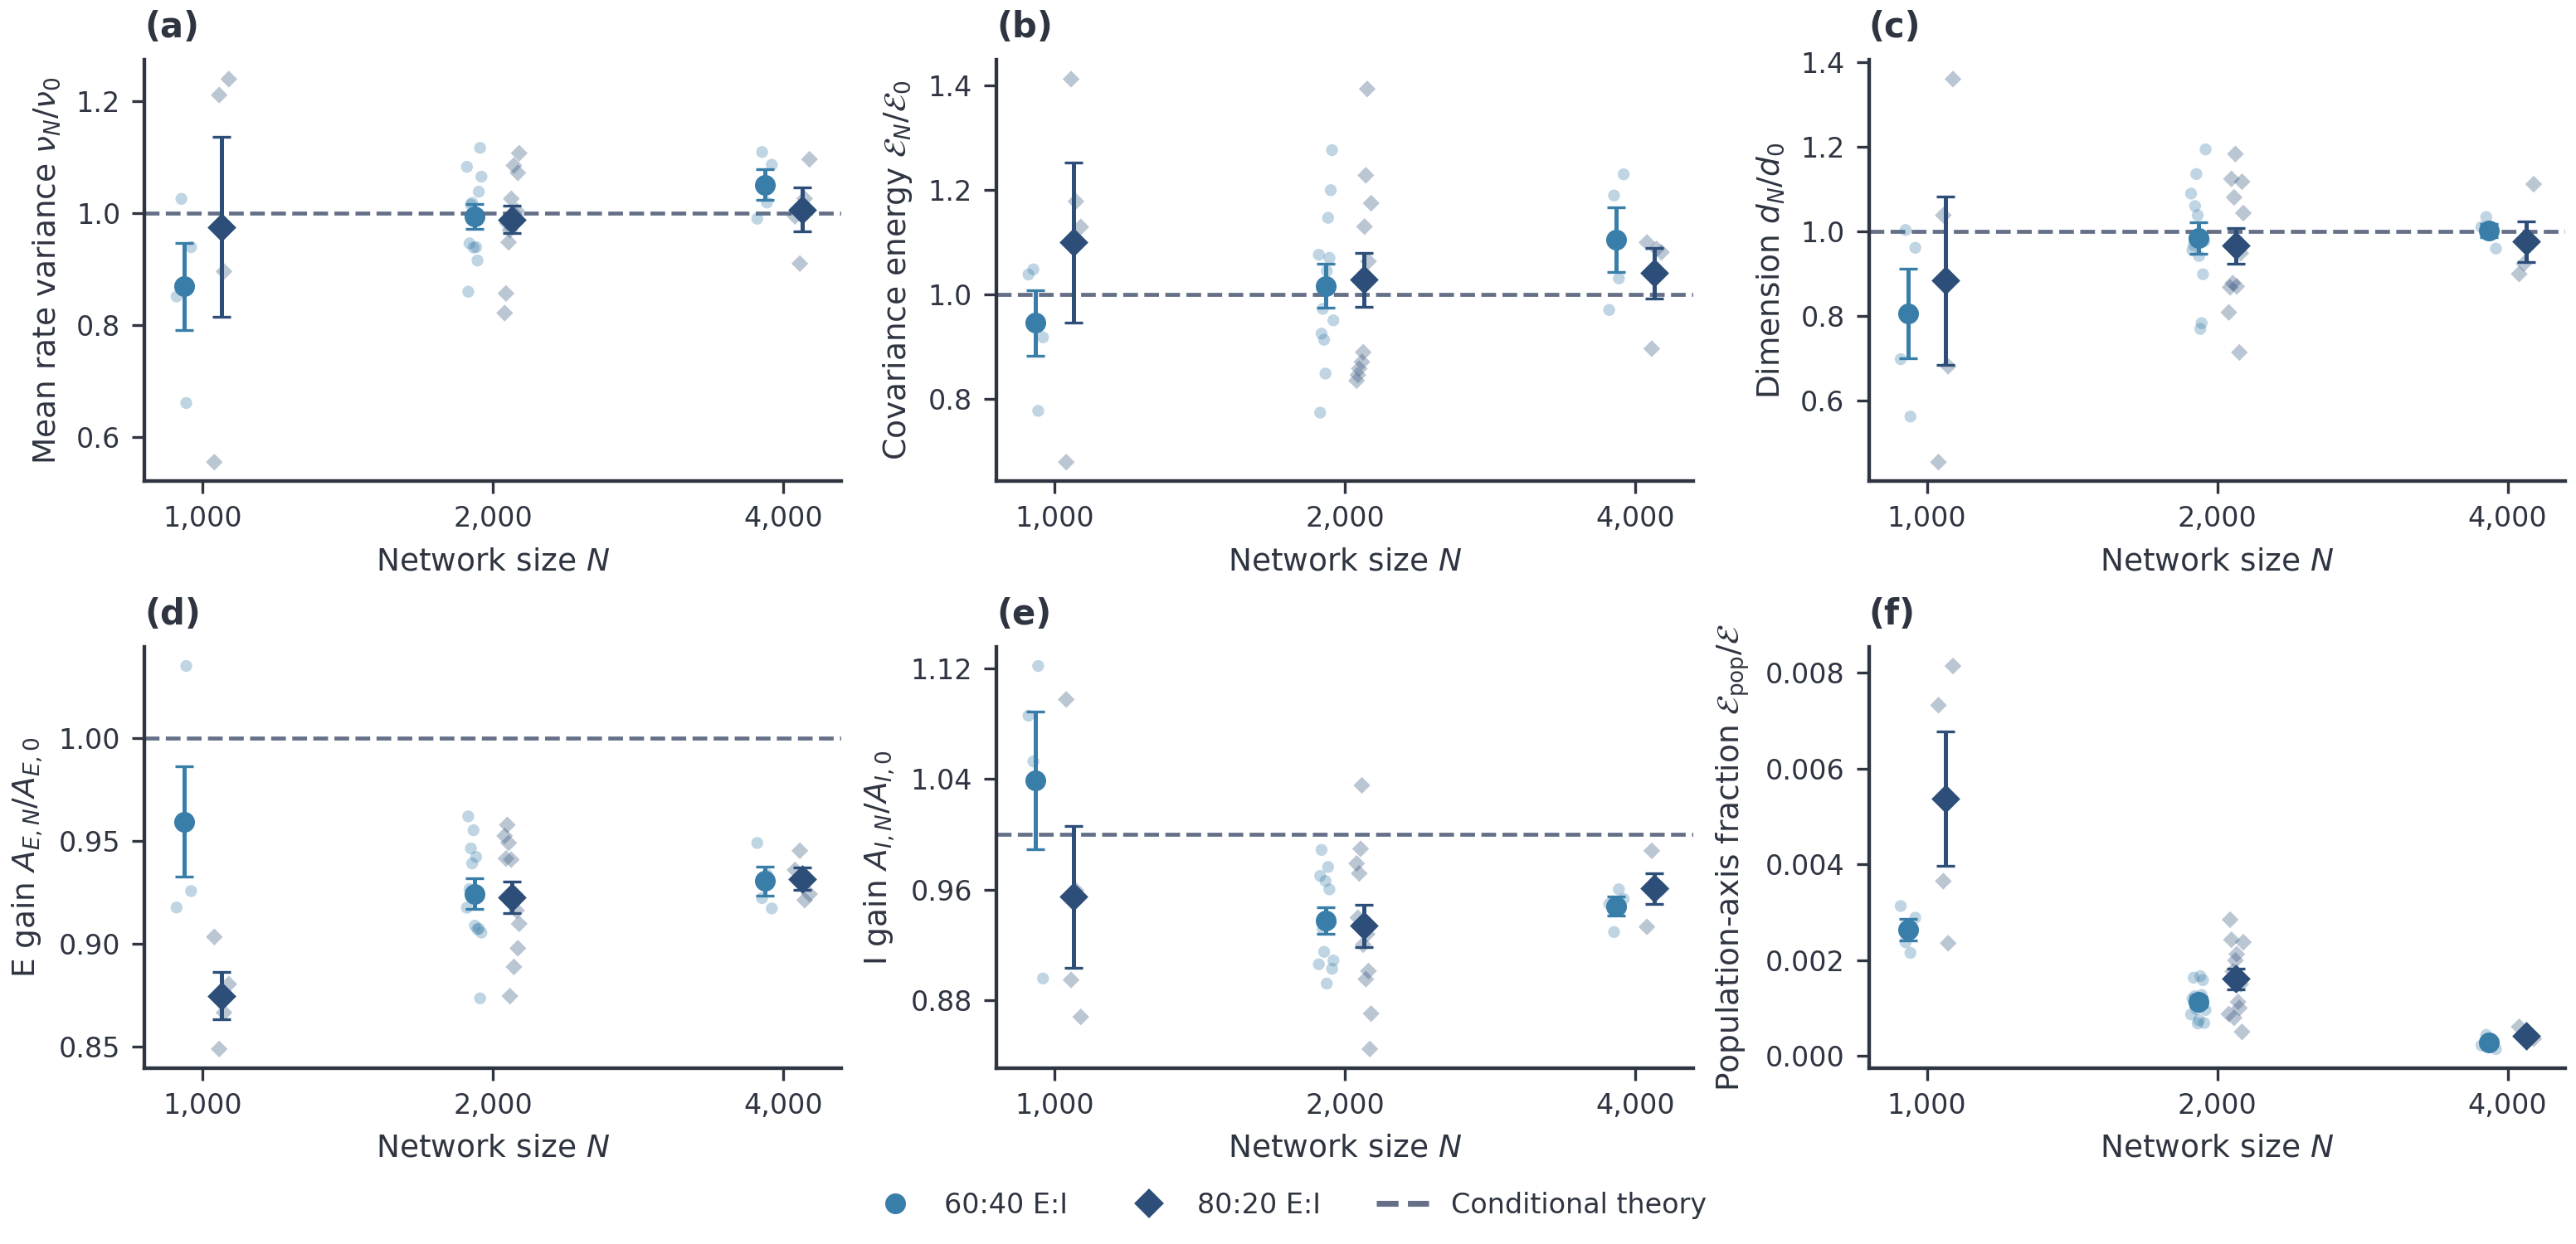 (a)
Mean rate variance ν_N/ν_0
1.2
1.0
0.8
0.6
1,000
2,000
4,000
Network size N
(b)
Covariance energy ℰ_N/ℰ_0
1.4
1.2
1.0
0.8
1,000
2,000
4,000
Network size N
(c)
Dimension d_N/d_0
1.4
1.2
1.0
0.8
0.6
1,000
2,000
4,000
Network size N
(d)
E gain A_{E,N}/A_{E,0}
1.00
0.95
0.90
0.85
1,000
2,000
4,000
Network size N
(e)
I gain A_{I,N}/A_{I,0}
1.12
1.04
0.96
0.88
1,000
2,000
4,000
Network size N
(f)
Population-axis fraction ℰ_pop/ℰ
0.008
0.006
0.004
0.002
0.000
1,000
2,000
4,000
Network size N
60:40 E:I
80:20 E:I
Conditional theory